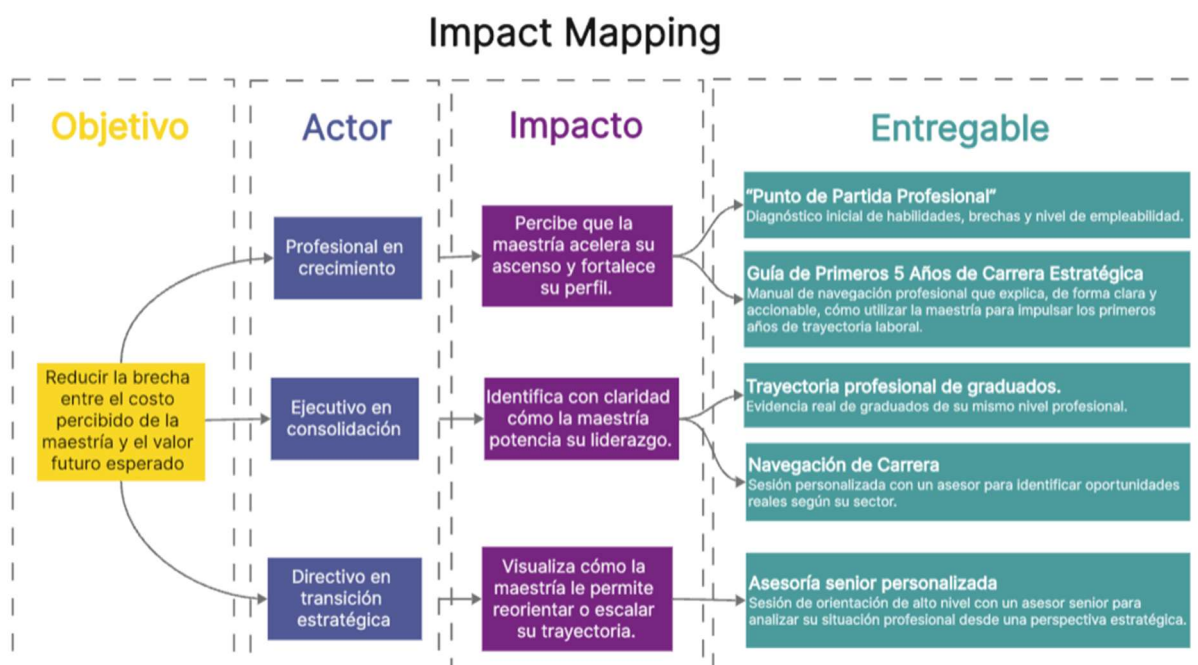 Impact Mapping
Objetivo
Actor
Impacto
Entregable
Reducir la brecha
entre el costo
percibido de la
maestría y el valor
futuro esperado
Profesional en
crecimiento
Percibe que la
maestría acelera su
ascenso y fortalece
su perfil.
“Punto de Partida Profesional”
Diagnóstico inicial de habilidades, brechas y nivel de empleabilidad.
Guía de Primeros 5 Años de Carrera Estratégica
Manual de navegación profesional que explica, de forma clara y
accionable, cómo utilizar la maestría para impulsar los primeros
años de trayectoria laboral.
Ejecutivo en
consolidación
Identifica con claridad
cómo la maestría
potencia su liderazgo.
Trayectoria profesional de graduados.
Evidencia real de graduados de su mismo nivel profesional.
Navegación de Carrera
Sesión personalizada con un asesor para identificar oportunidades
reales según su sector.
Directivo en
transición
estratégica
Visualiza cómo la
maestría le permite
reorientar o escalar
su trayectoria.
Asesoría senior personalizada
Sesión de orientación de alto nivel con un asesor senior para
analizar su situación profesional desde una perspectiva estratégica.